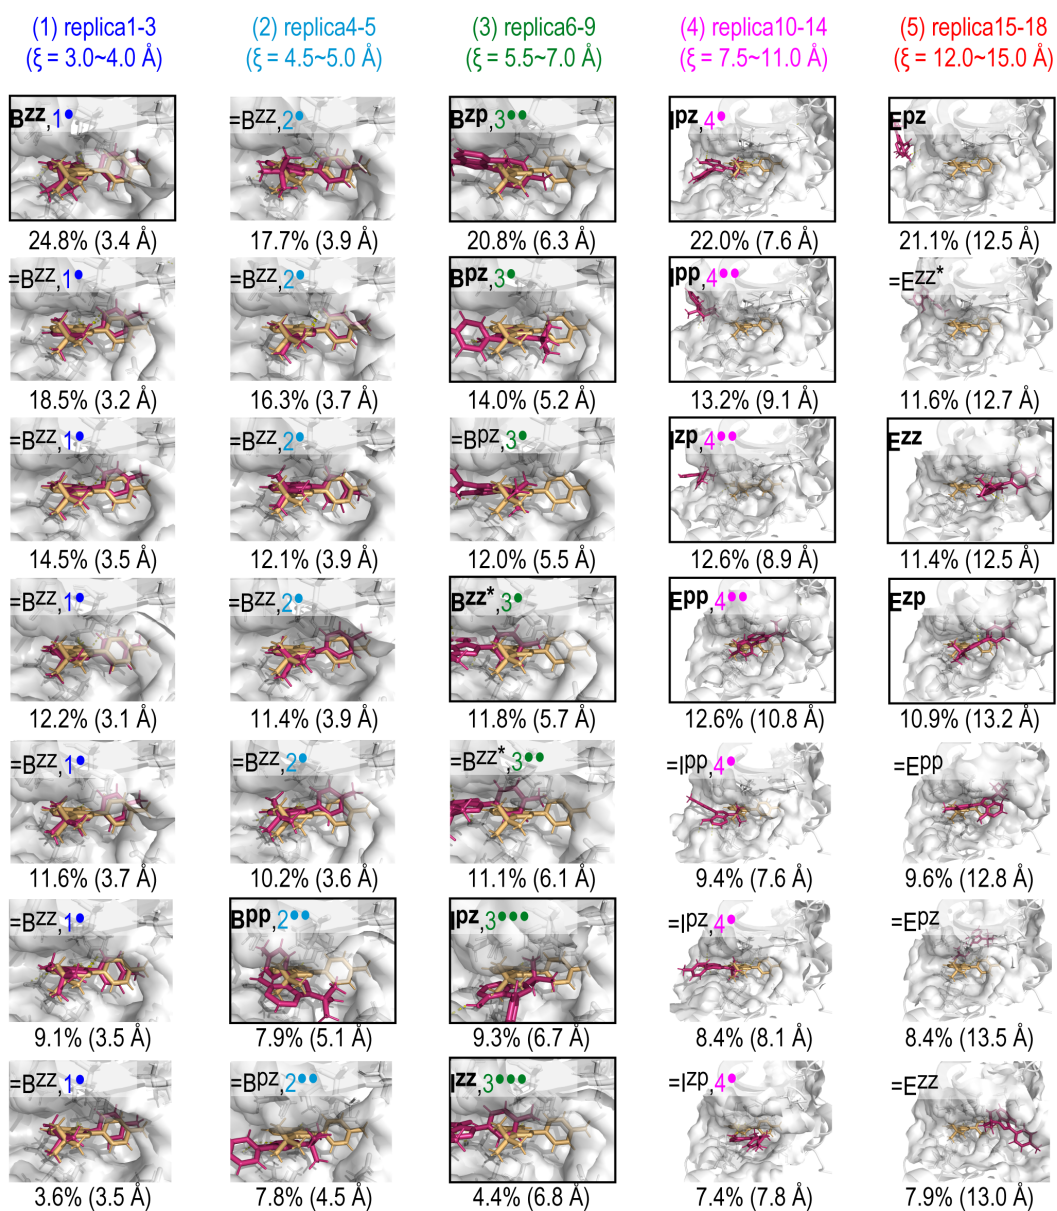 (1) replica1-3 (2) replica4-5 (3) replica6-9 (4) replica10-14 (5) replica15-18
(ξ = 3.0~4.0 Å) (ξ = 4.5~5.0 Å) (ξ = 5.5~7.0 Å) (ξ = 7.5~11.0 Å) (ξ = 12.0~15.0 Å)
Bzz,1• =Bzz,2• Bzp,3•• Ipz,4• Epz
24.8% (3.4 Å) 17.7% (3.9 Å) 20.8% (6.3 Å) 22.0% (7.6 Å) 21.1% (12.5 Å)
=Bzz,1• =Bzz,2• Bpz,3• Ipp,4•• =Ezz*
18.5% (3.2 Å) 16.3% (3.7 Å) 14.0% (5.2 Å) 13.2% (9.1 Å) 11.6% (12.7 Å)
=Bzz,1• =Bzz,2• =Bpz,3• Izp,4•• Ezz
14.5% (3.5 Å) 12.1% (3.9 Å) 12.0% (5.5 Å) 12.6% (8.9 Å) 11.4% (12.5 Å)
=Bzz,1• =Bzz,2• Bzz*,3• Epp,4•• Ezp
12.2% (3.1 Å) 11.4% (3.9 Å) 11.8% (5.7 Å) 12.6% (10.8 Å) 10.9% (13.2 Å)
=Bzz,1• =Bzz,2• =Bzz*,3•• =Ipp,4• =Epp
11.6% (3.7 Å) 10.2% (3.6 Å) 11.1% (6.1 Å) 9.4% (7.6 Å) 9.6% (12.8 Å)
=Bzz,1• Bpp,2•• Ipz,3••• =Ipz,4• =Epz
9.1% (3.5 Å) 7.9% (5.1 Å) 9.3% (6.7 Å) 8.4% (8.1 Å) 8.4% (13.5 Å)
=Bzz,1• =Bpz,2•• Izz,3••• =Izp,4• =Ezz
3.6% (3.5 Å) 7.8% (4.5 Å) 4.4% (6.8 Å) 7.4% (7.8 Å) 7.9% (13.0 Å)